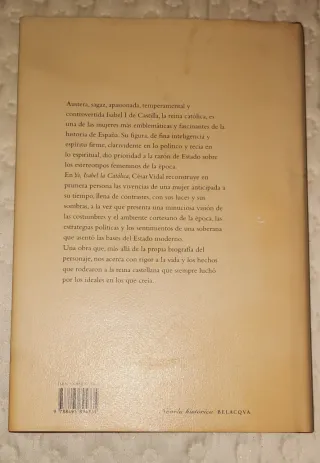 Austera, sagaz, apasionada, temperamental y
controvertida Isabel I de Castilla, la reina católica, es
una de las mujeres más emblemáticas y fascinantes de la
historia de España. Su figura, de fina inteligencia y
espíritu firme, clarividente en lo político y recia en
lo espiritual, dio prioridad a la razón de Estado sobre
los estereotipos femeninos de la época.
En Yo, Isabel la Católica, César Vidal reconstruye en
primera persona las vivencias de una mujer anticipada a
su tiempo, llena de contrastes, con sus luces y sus
sombras, a la vez que presenta una minuciosa visión de
las costumbres y el ambiente cortesano de la época, las
estrategias políticas y los sentimientos de una soberana
que asentó las bases del Estado moderno.
Una obra que, más allá de la propia biografía del
personaje, nos acerca con rigor a la vida y los hechos
que rodearon a la reina castellana que siempre luchó
por los ideales en los que creía.
Novela histórica BELACQVA